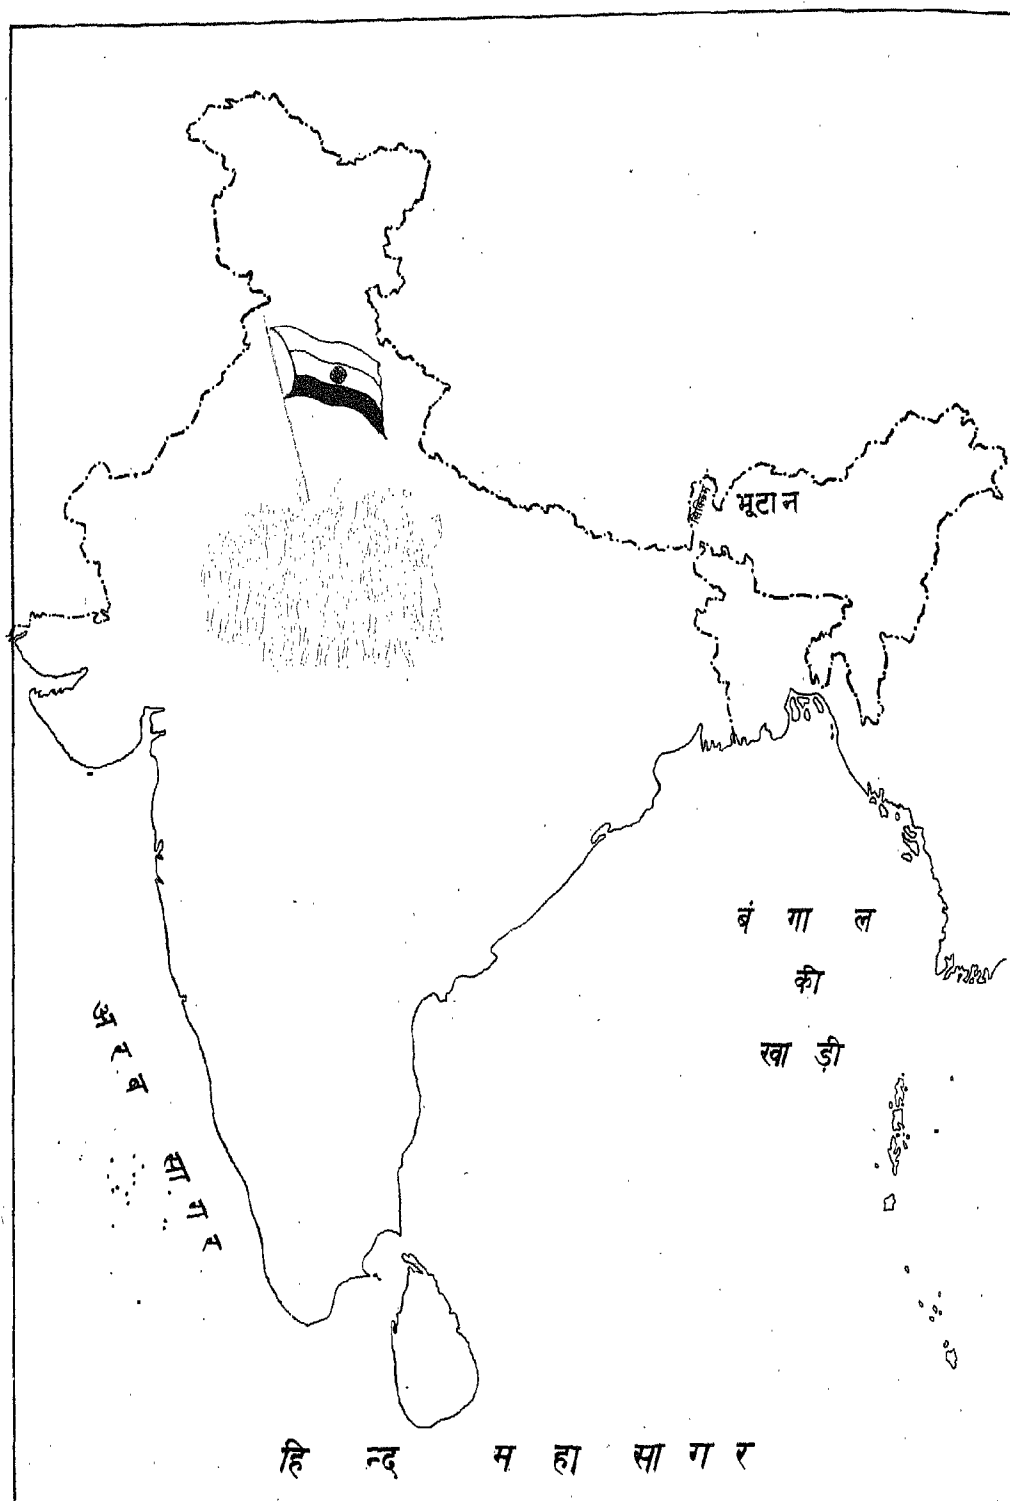 सिक्किम
भूटान
बंगाल
की
खाड़ी
अरब
सागर
हिन्द महासागर